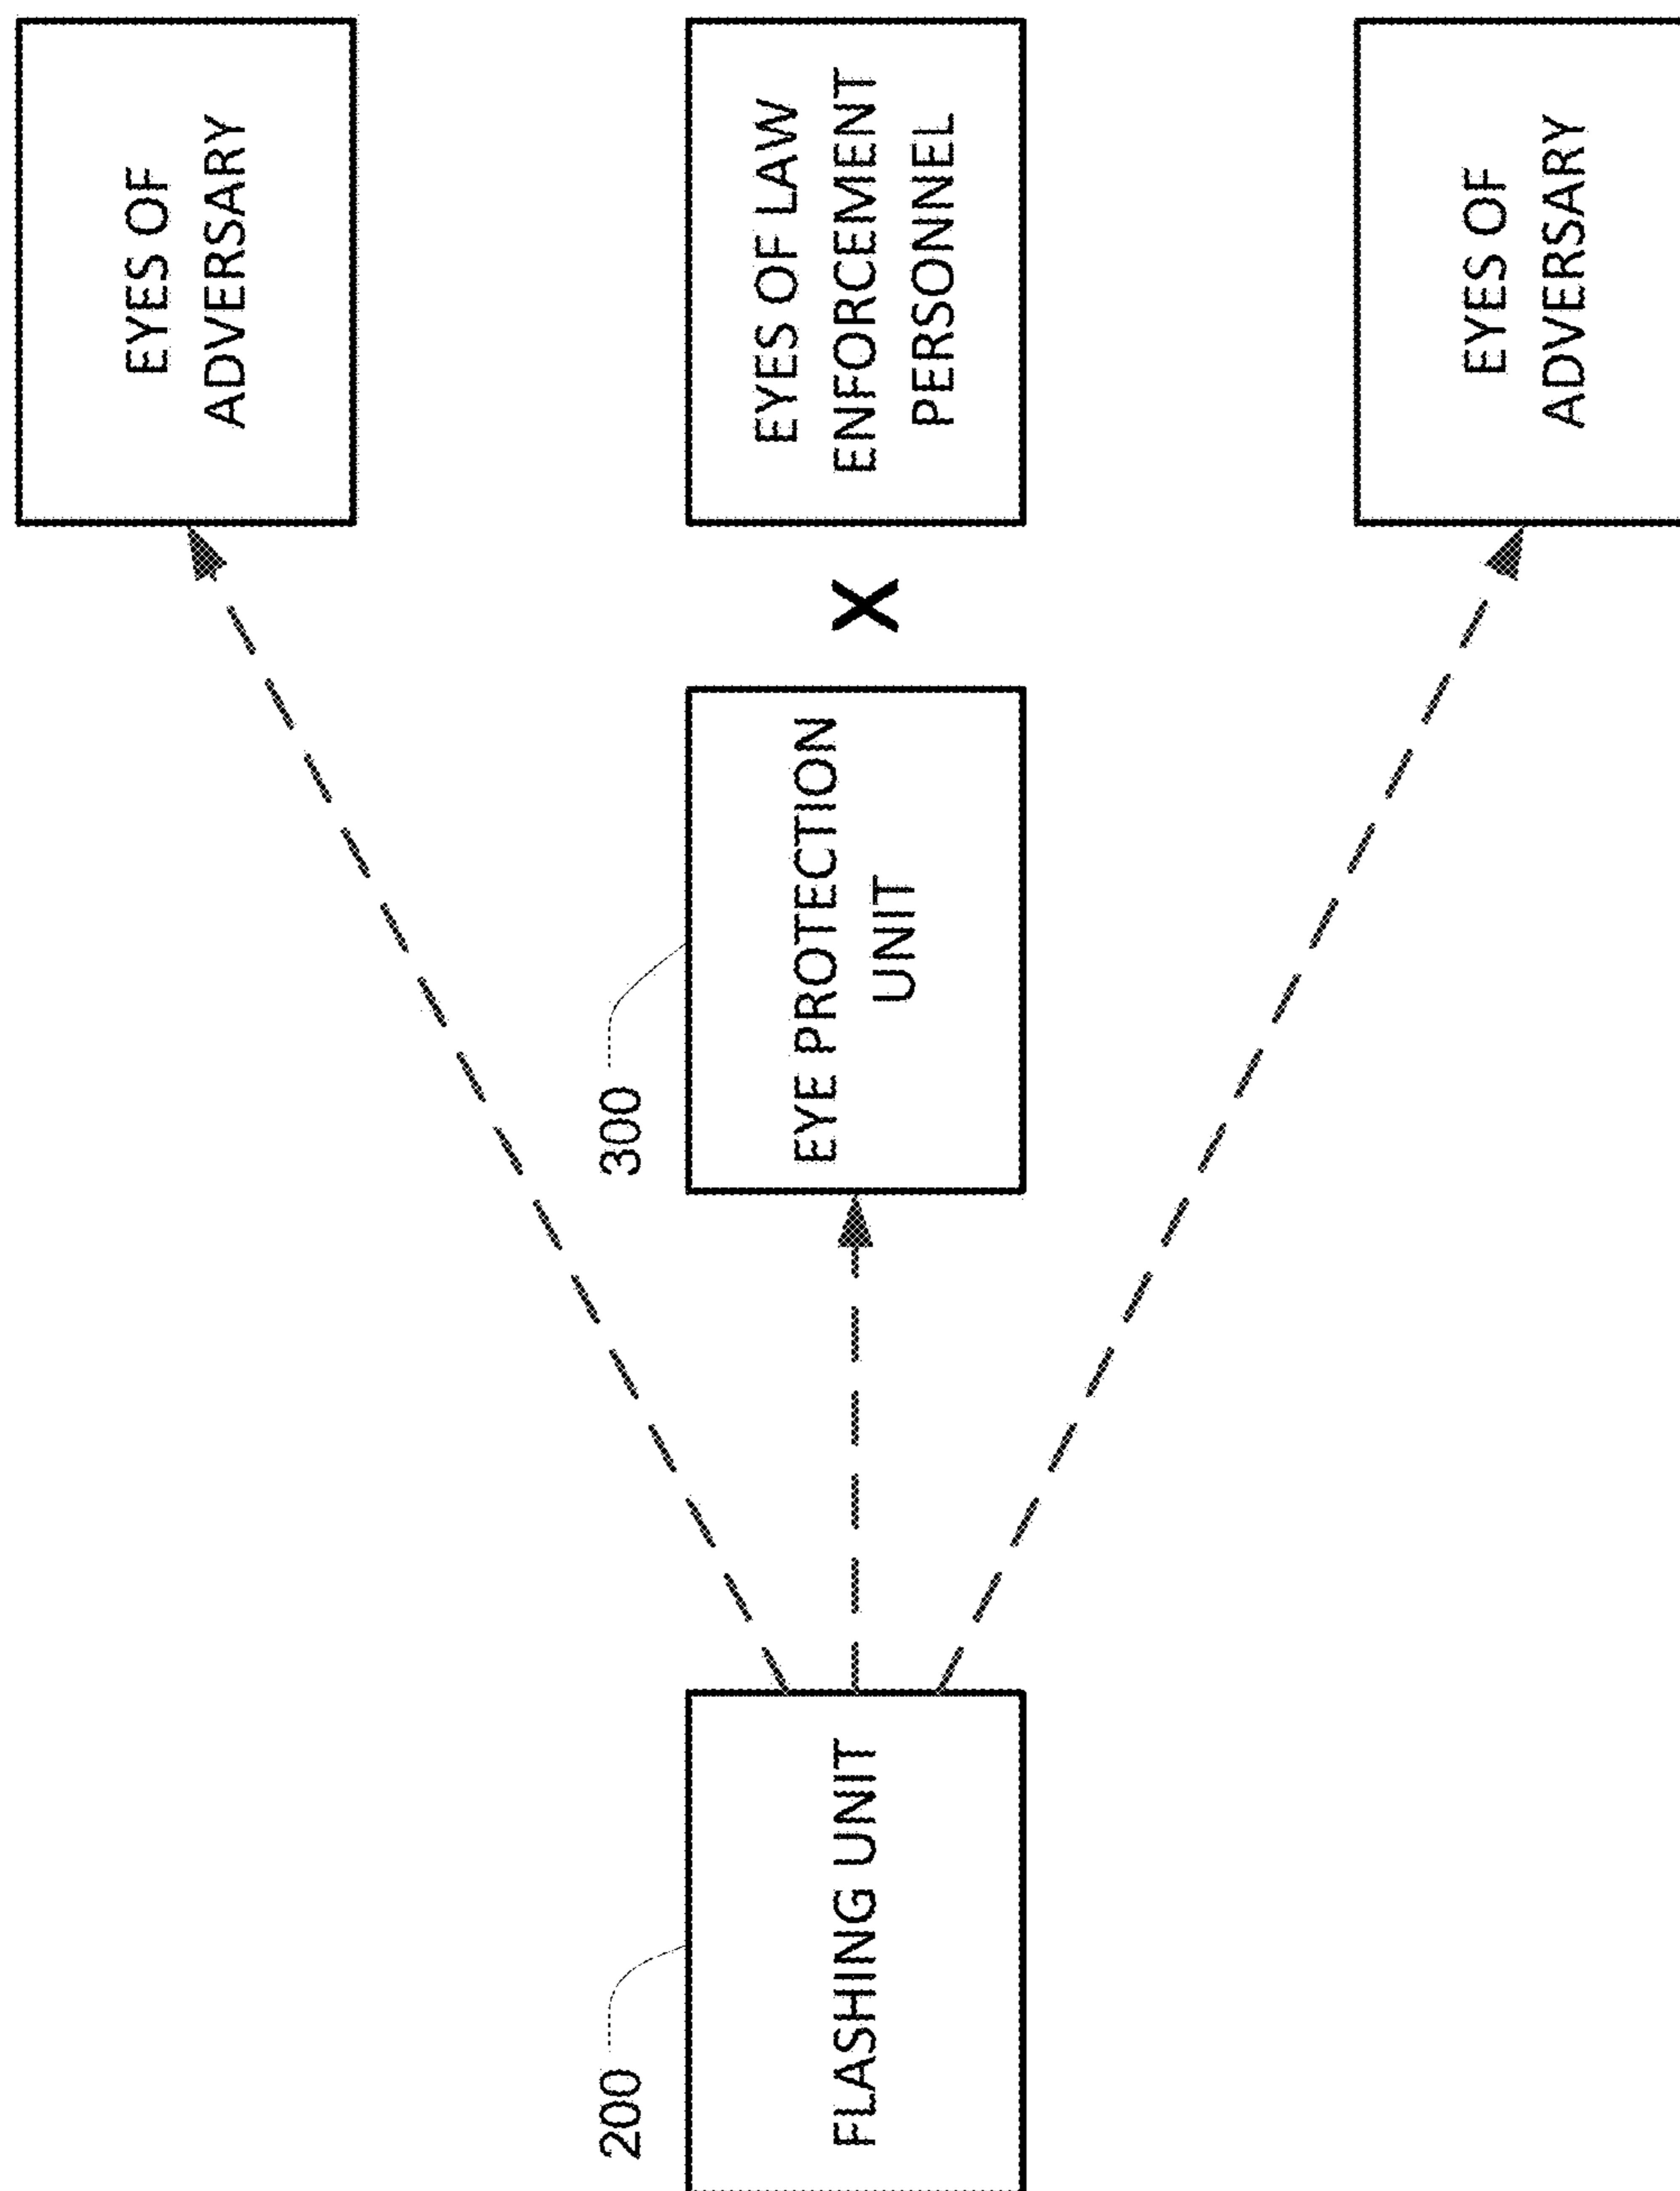 EYES OF
ADVERSARY
200
FLASHING UNIT
300
EYE PROTECTION
UNIT
X
EYES OF LAW
ENFORCEMENT
PERSONNEL
EYES OF
ADVERSARY